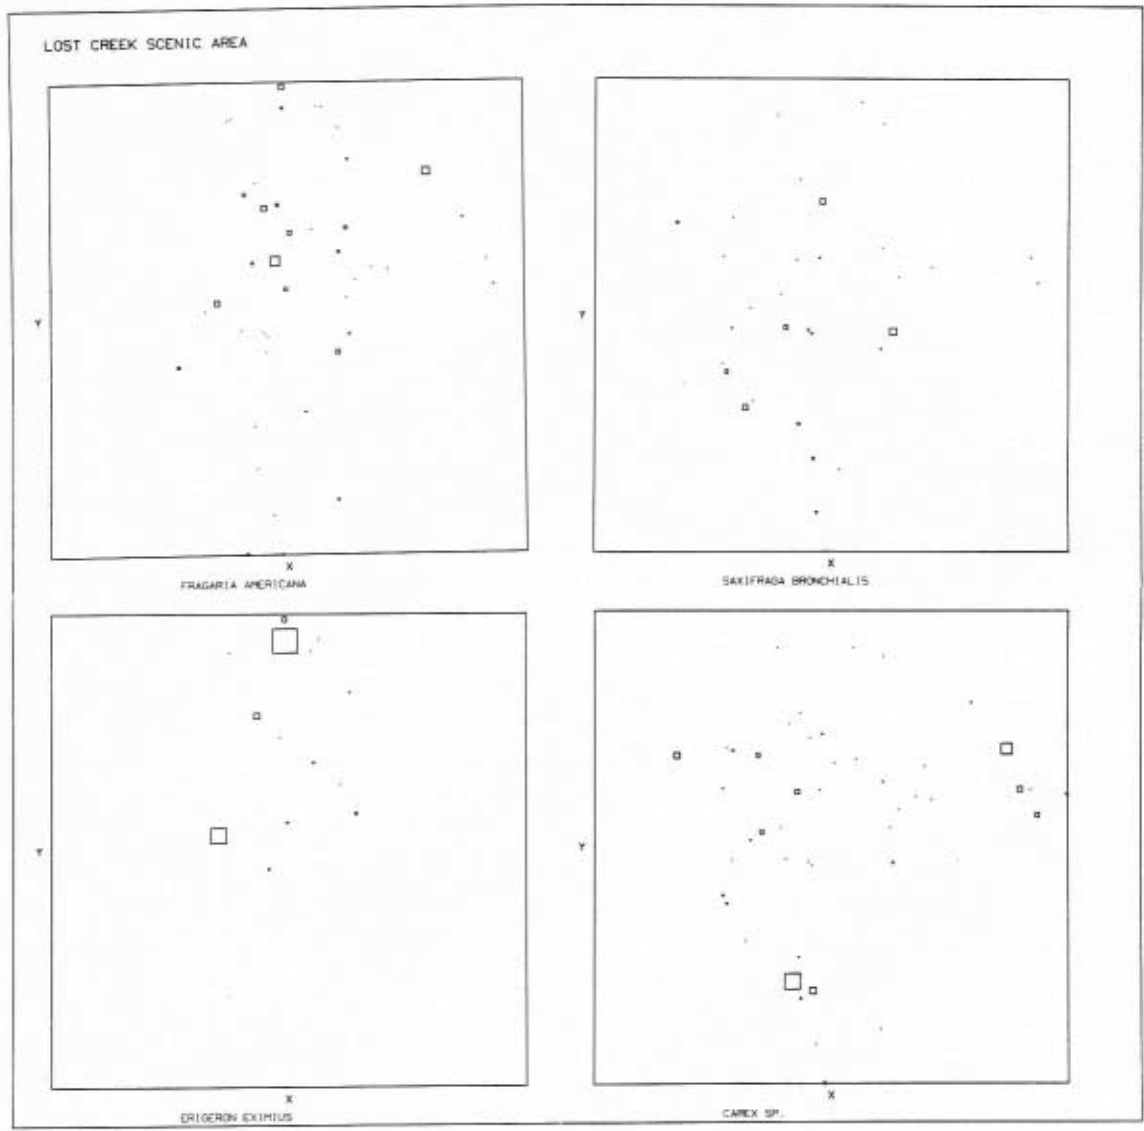 LOST CREEK SCENIC AREA
Y
X
FRAGARIA AMERICANA
Y
X
SAXIFRAGA BRONCHIALIS
Y
X
ERIGERON EXIMIUS
Y
X
CAREX SP.